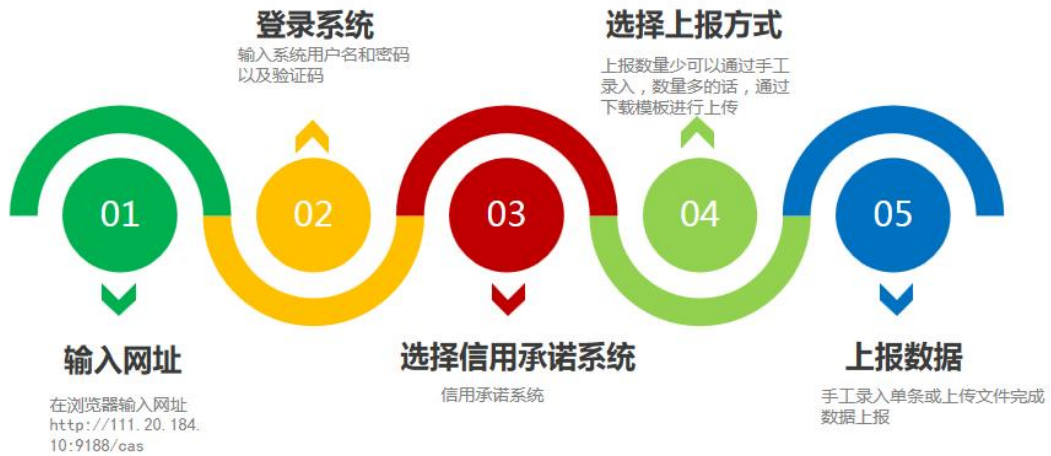 登录系统
输入系统用户名和密码
以及验证码
选择上报方式
上报数量少可以通过手工
录入，数量多的话，通过
下载模板进行上传
01
02
03
04
05
输入网址
在浏览器输入网址
http://111.20.184.
10:9188/cas
选择信用承诺系统
信用承诺系统
上报数据
手工录入单条或上传文件完成
数据上报